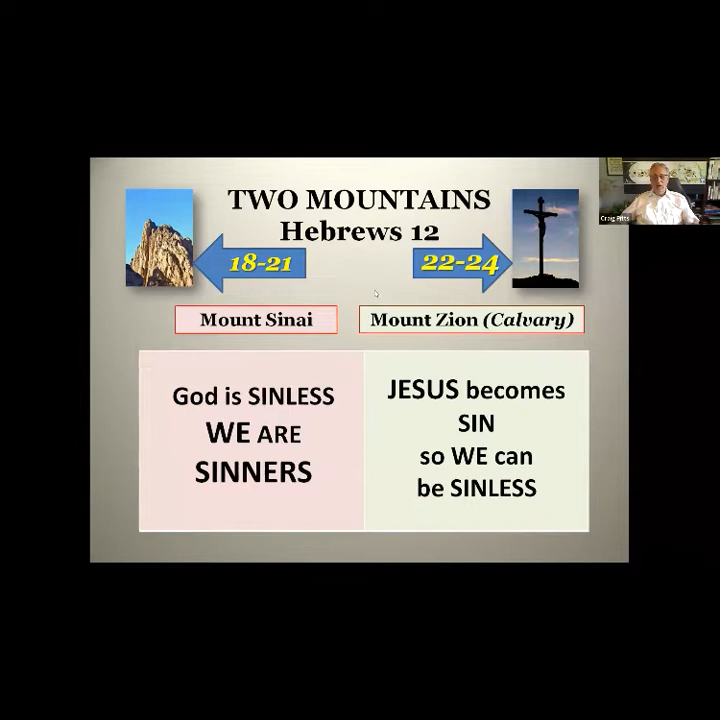 TWO MOUNTAINS
Hebrews 12
18-21
22-24
Mount Sinai
Mount Zion (Calvary)
God is SINLESS
WE ARE
SINNERS
JESUS becomes
SIN
so WE can
be SINLESS
Craig Pitts